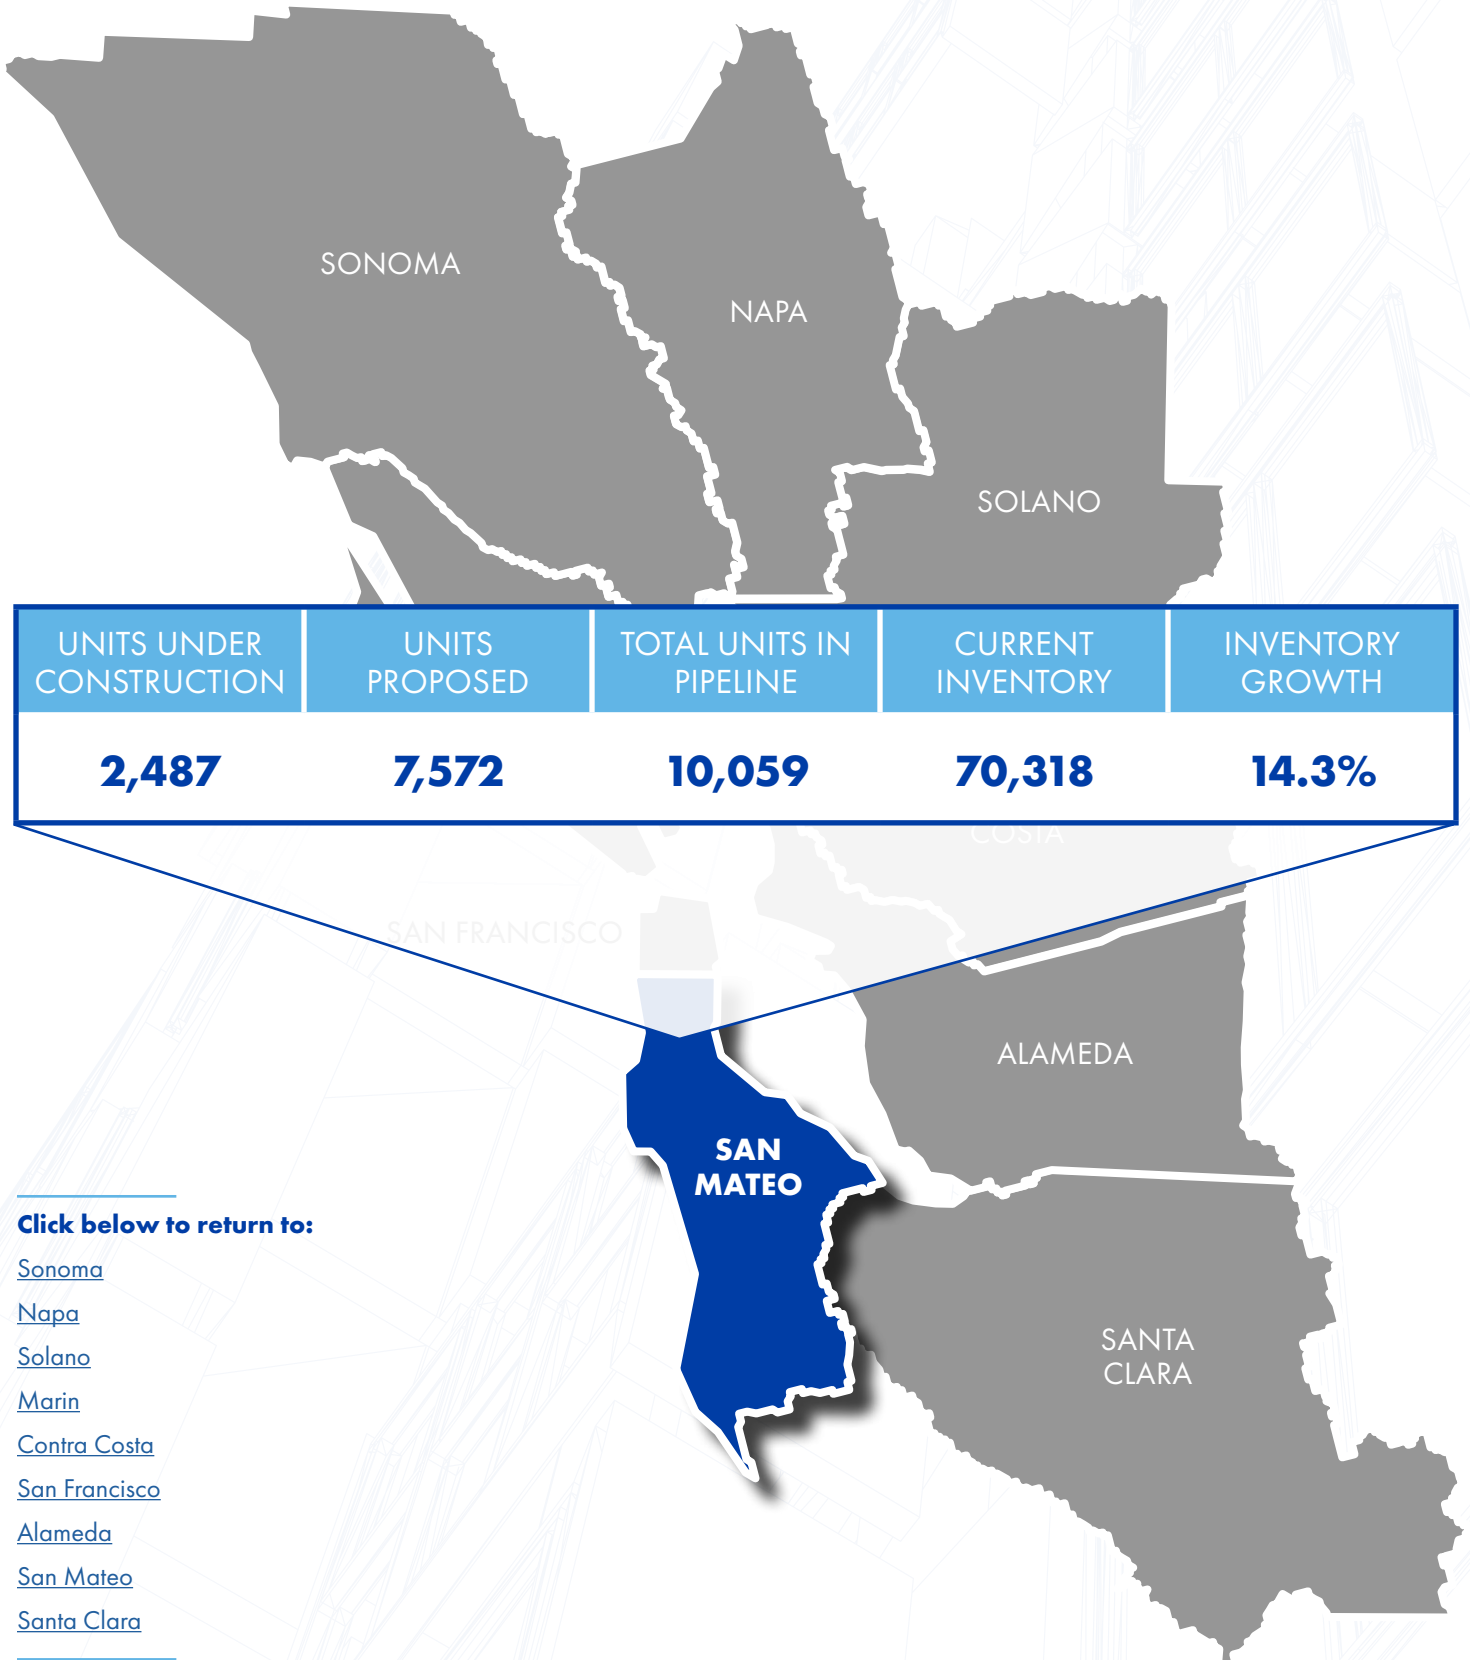 SONOMA
NAPA
SOLANO
UNITS UNDER
CONSTRUCTION
UNITS
PROPOSED
TOTAL UNITS IN
PIPELINE
CURRENT
INVENTORY
INVENTORY
GROWTH
2,487
7,572
10,059
70,318
14.3%
COSTA
SAN FRANCISCO
ALAMEDA
SAN
MATEO
SANTA
CLARA
Click below to return to:
Sonoma
Napa
Solano
Marin
Contra Costa
San Francisco
Alameda
San Mateo
Santa Clara